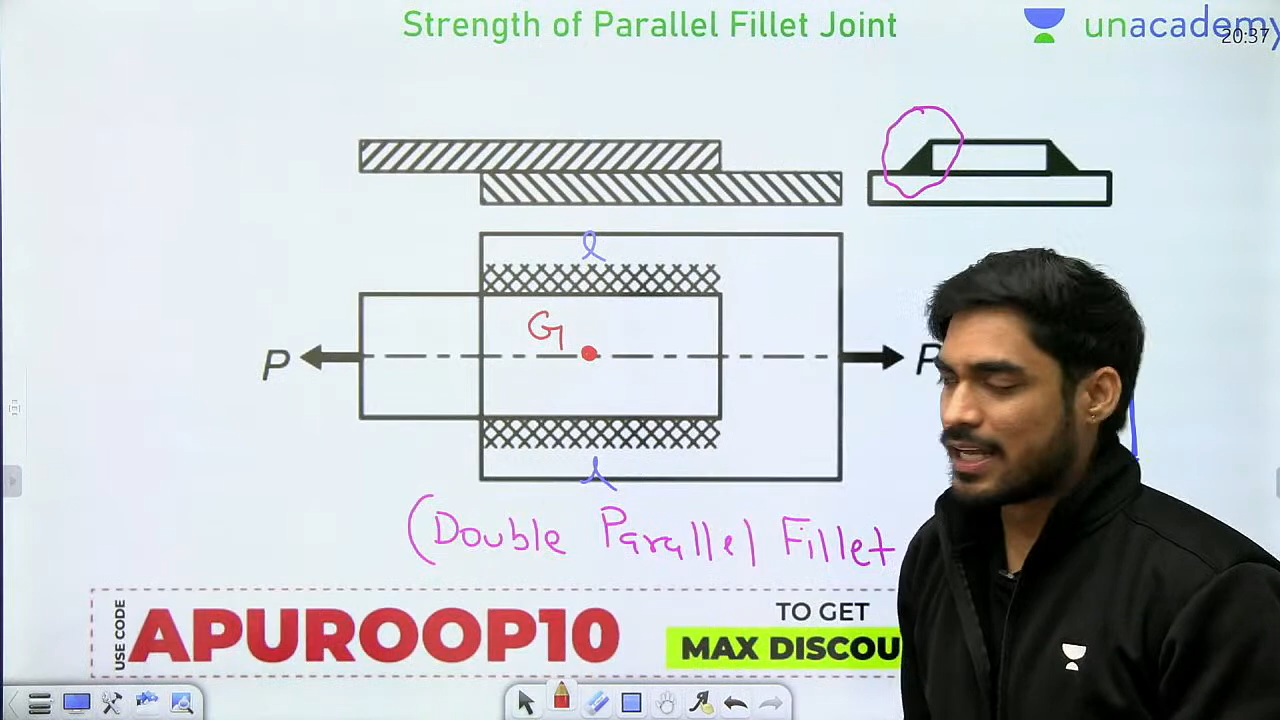 Strength of Parallel Fillet Joint
unacademy
20:37
l
G
P
P
l
(Double Parallel Fillet
USE CODE
APUROOP10
TO GET
MAX DISCOU